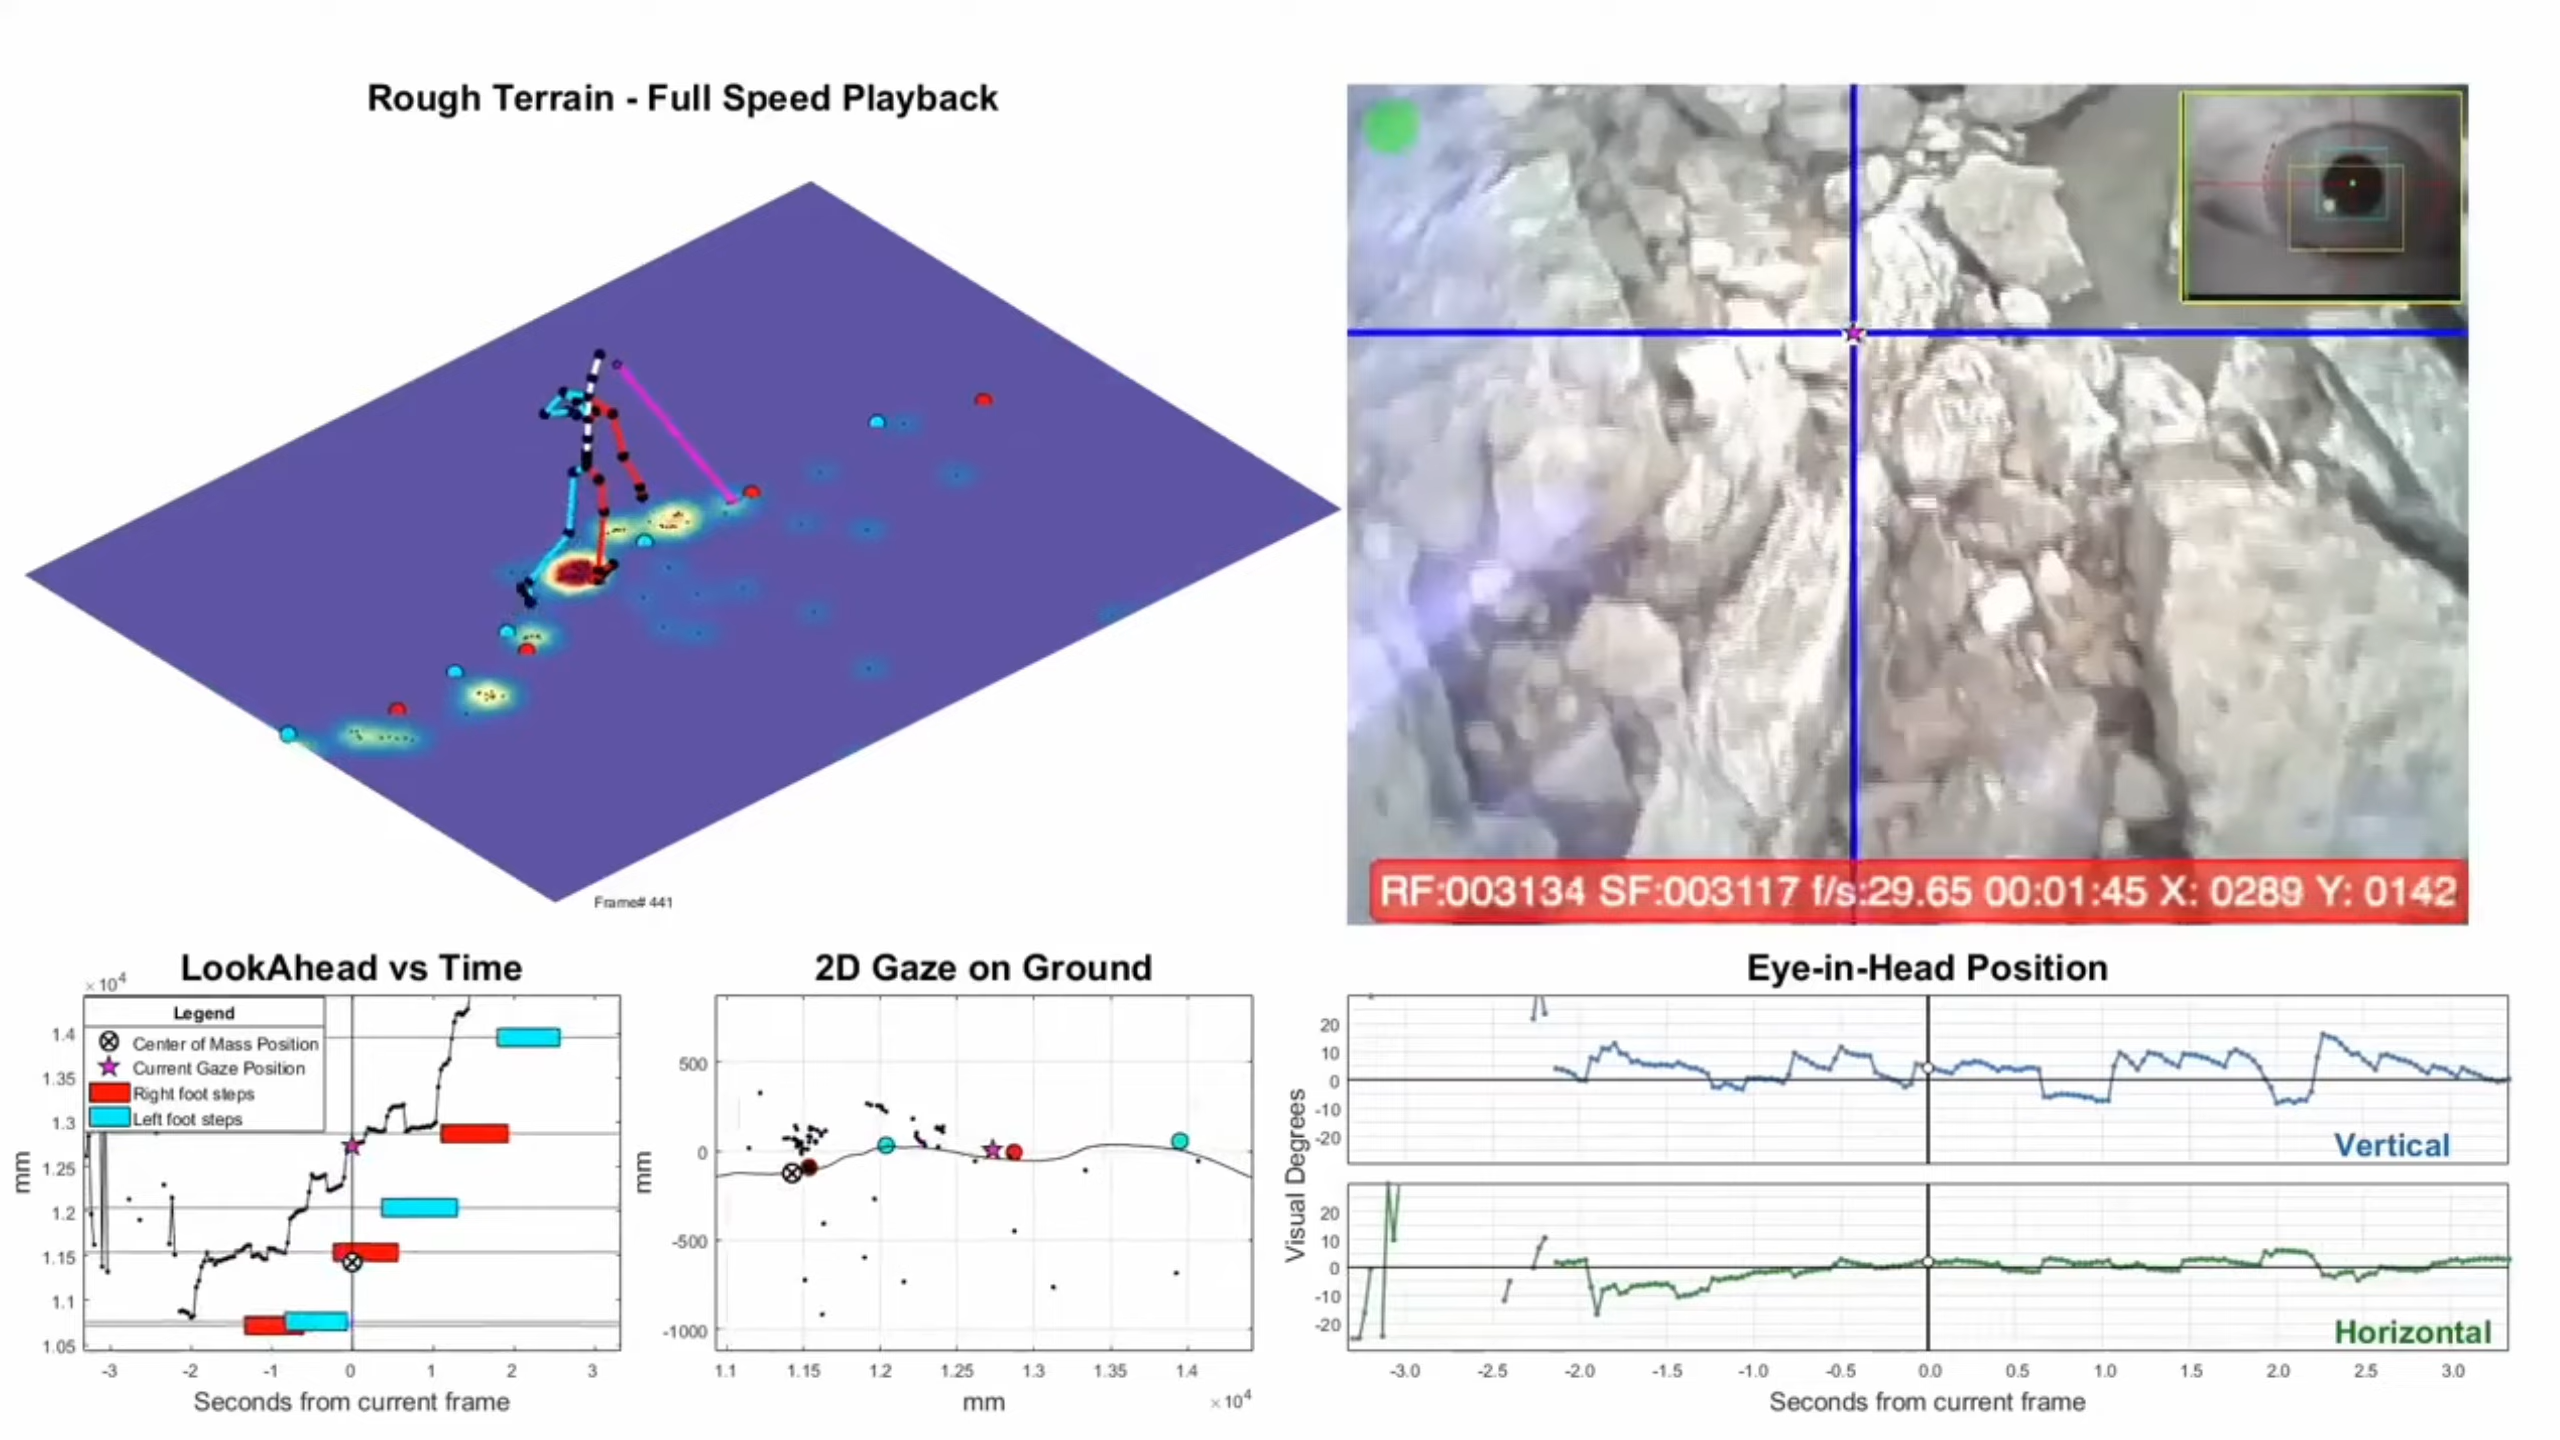 Rough Terrain - Full Speed Playback
Frame# 441
RF:003134 SF:003117 f/s:29.65 00:01:45 X: 0289 Y: 0142
LookAhead vs Time
×10⁴
Legend
Center of Mass Position
Current Gaze Position
Right foot steps
Left foot steps
1.4
1.35
1.3
1.25
1.2
1.15
1.1
1.05
mm
-3 -2 -1 0 1 2 3
Seconds from current frame
2D Gaze on Ground
500
0
-500
-1000
mm
1.1 1.15 1.2 1.25 1.3 1.35 1.4
mm
×10⁴
Eye-in-Head Position
Visual Degrees
20
10
0
-10
-20
Vertical
20
10
0
-10
-20
Horizontal
-3.0 -2.5 -2.0 -1.5 -1.0 -0.5 0.0 0.5 1.0 1.5 2.0 2.5 3.0
Seconds from current frame